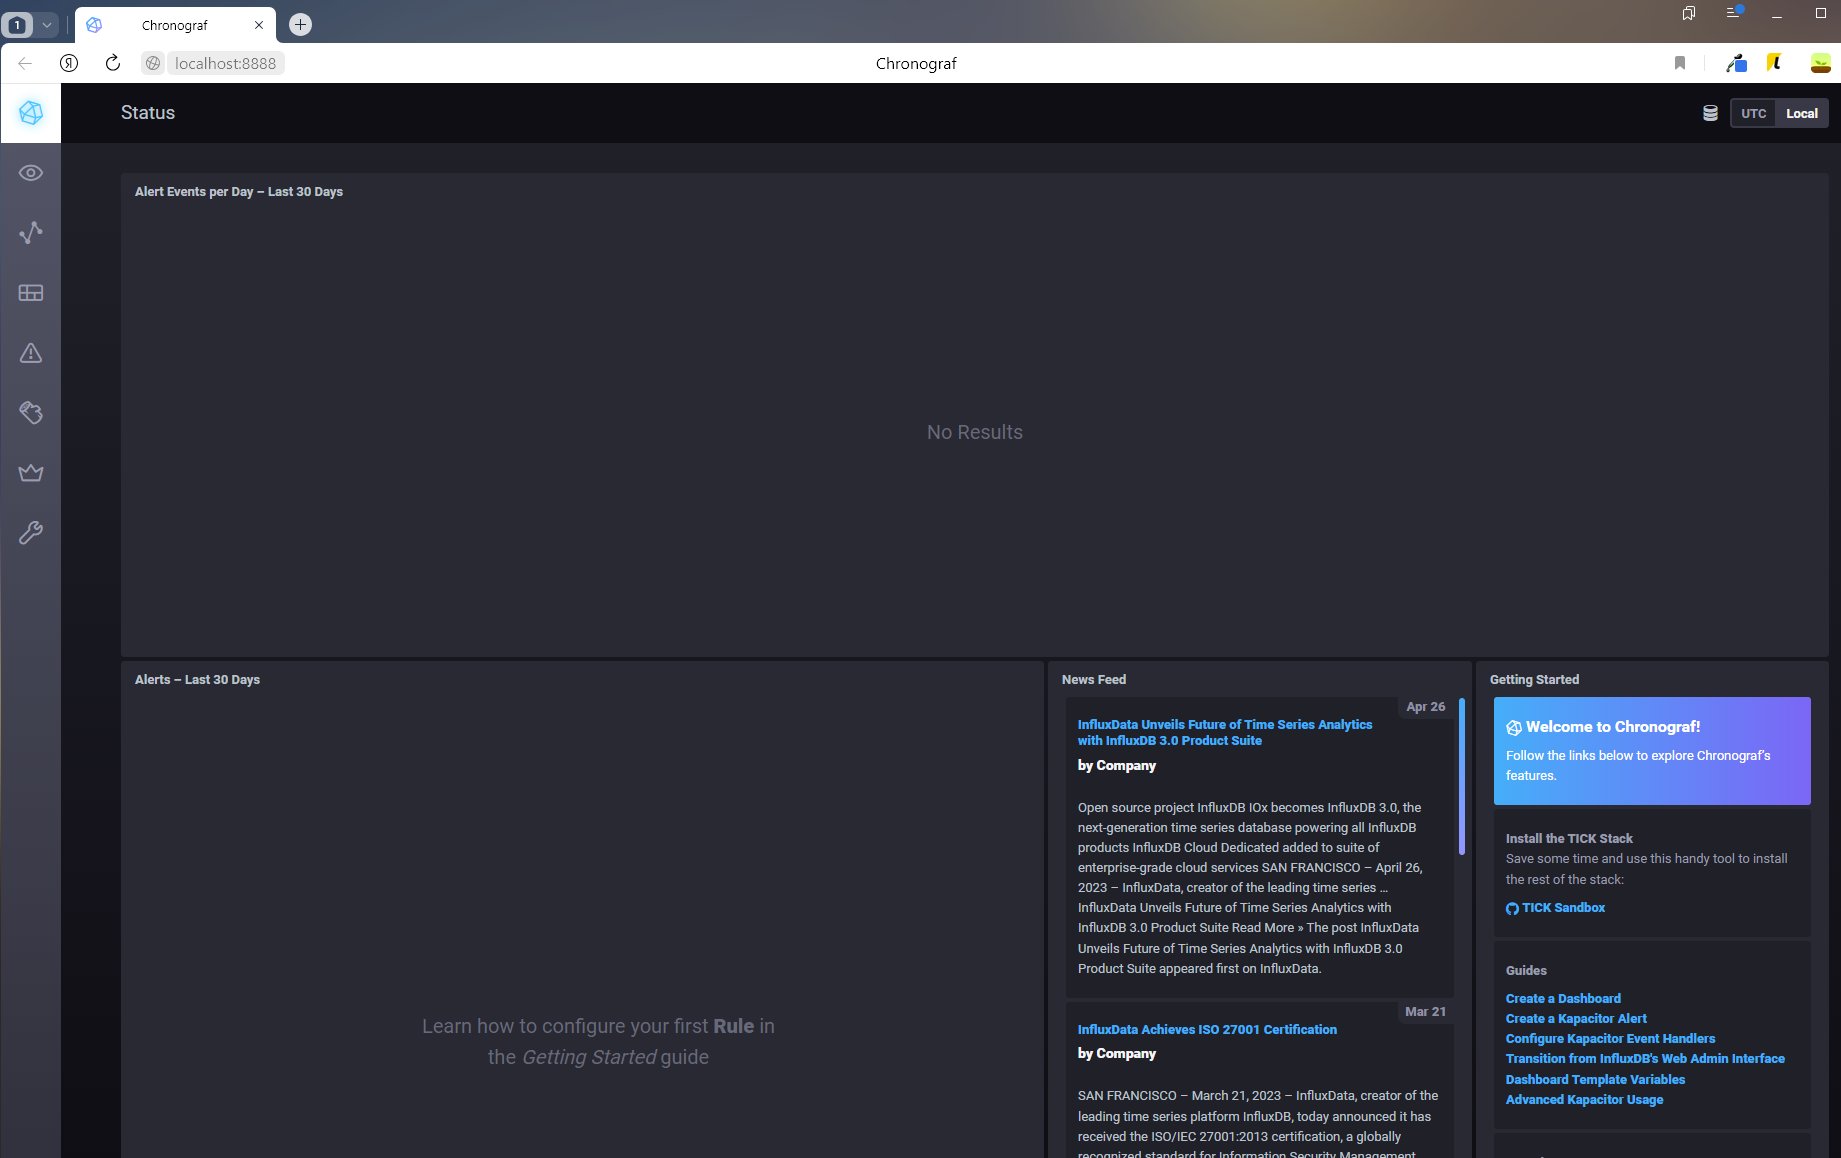 1
Chronograf
Я
localhost:8888
Chronograf
Status
UTC
Local
Alert Events per Day – Last 30 Days
No Results
Alerts – Last 30 Days
Learn how to configure your first Rule in
the Getting Started guide
News Feed
Apr 26
InfluxData Unveils Future of Time Series Analytics
with InfluxDB 3.0 Product Suite
by Company
Open source project InfluxDB IOx becomes InfluxDB 3.0, the
next-generation time series database powering all InfluxDB
products InfluxDB Cloud Dedicated added to suite of
enterprise-grade cloud services SAN FRANCISCO – April 26,
2023 – InfluxData, creator of the leading time series ...
InfluxData Unveils Future of Time Series Analytics with
InfluxDB 3.0 Product Suite Read More » The post InfluxData
Unveils Future of Time Series Analytics with InfluxDB 3.0
Product Suite appeared first on InfluxData.
Mar 21
InfluxData Achieves ISO 27001 Certification
by Company
SAN FRANCISCO – March 21, 2023 – InfluxData, creator of the
leading time series platform InfluxDB, today announced it has
received the ISO/IEC 27001:2013 certification, a globally
recognized standard for Information Security Management
Getting Started
Welcome to Chronograf!
Follow the links below to explore Chronograf's
features.
Install the TICK Stack
Save some time and use this handy tool to install
the rest of the stack:
TICK Sandbox
Guides
Create a Dashboard
Create a Kapacitor Alert
Configure Kapacitor Event Handlers
Transition from InfluxDB's Web Admin Interface
Dashboard Template Variables
Advanced Kapacitor Usage